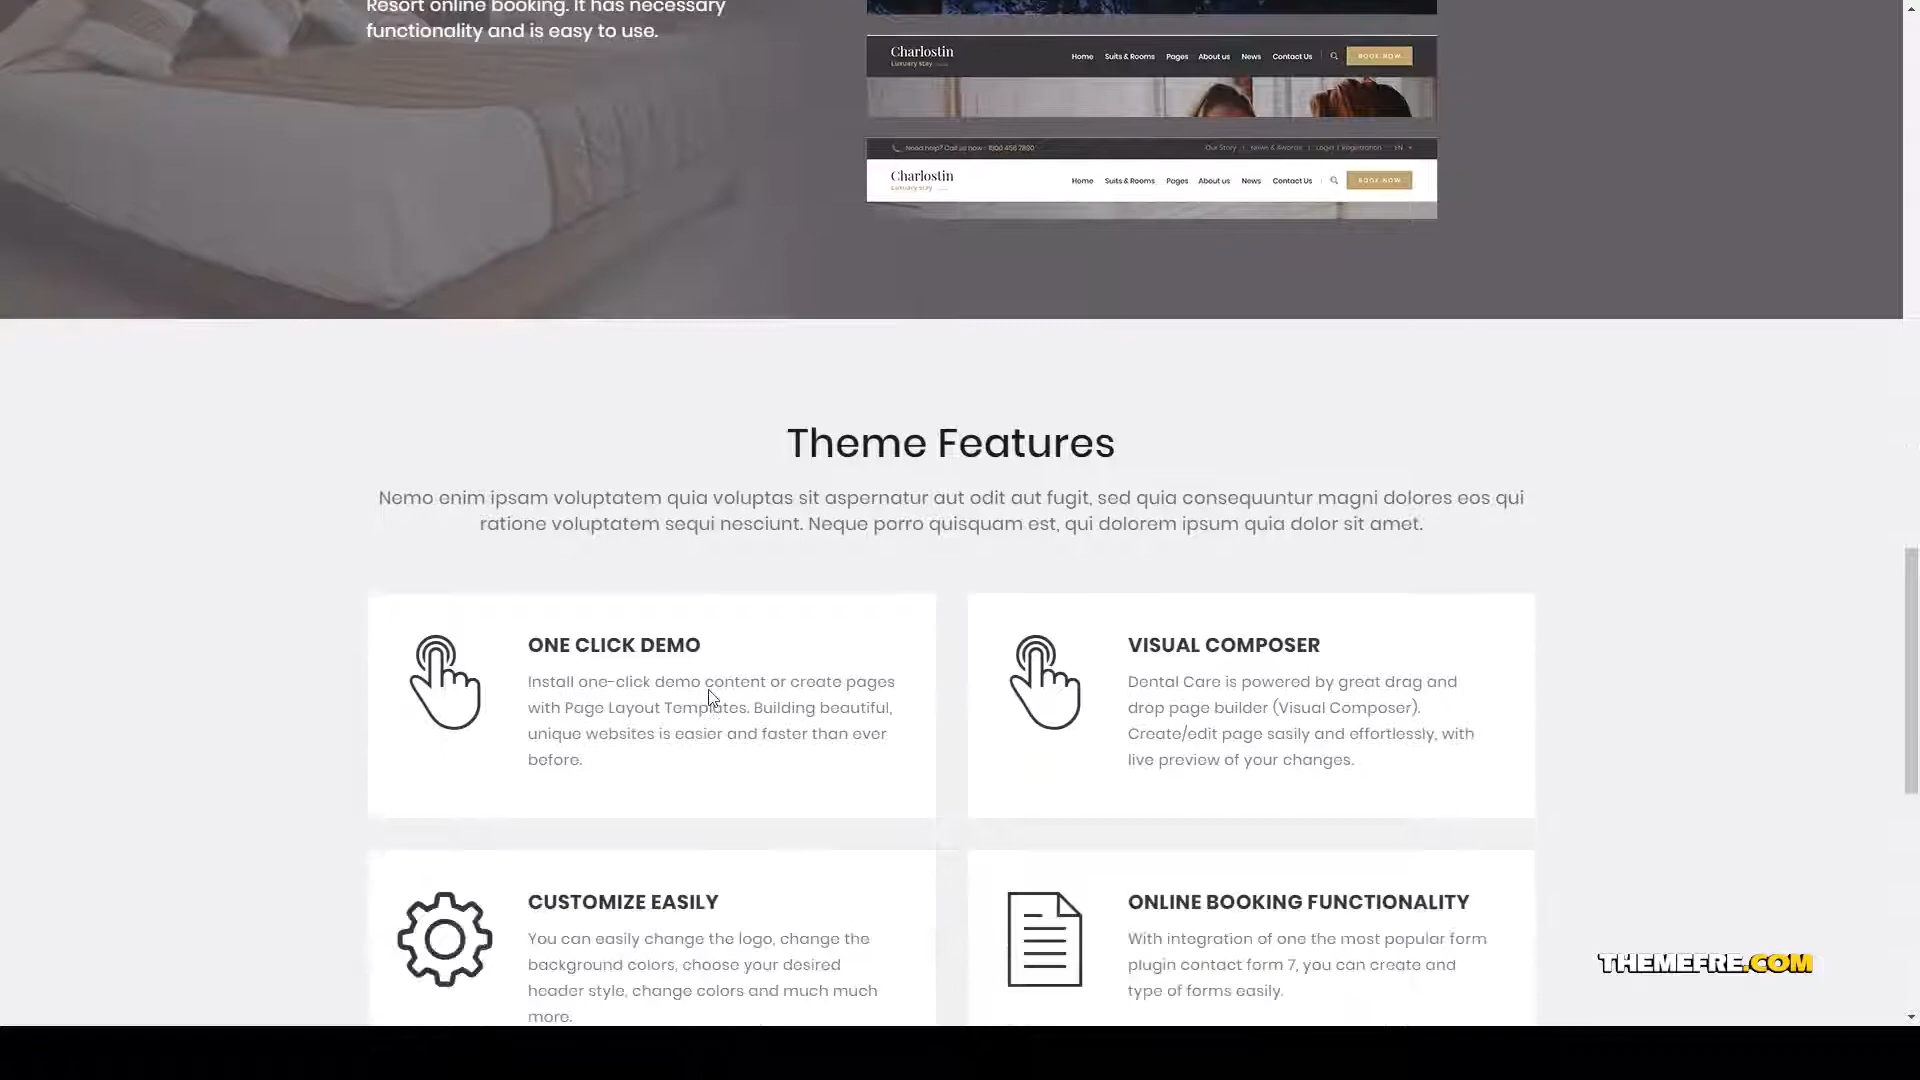 Resort online booking. It has necessary
functionality and is easy to use.
Charlostin
Luxuary stay
Home Suits & Rooms Pages About us News Contact Us BOOK NOW
Need help? Call us now : 1800 456 7890
Our Story | News & Awards | Login | Registration EN
Charlostin
Luxuary stay
Home Suits & Rooms Pages About us News Contact Us BOOK NOW
Theme Features
Nemo enim ipsam voluptatem quia voluptas sit aspernatur aut odit aut fugit, sed quia consequuntur magni dolores eos qui
ratione voluptatem sequi nesciunt. Neque porro quisquam est, qui dolorem ipsum quia dolor sit amet.
ONE CLICK DEMO
Install one-click demo content or create pages
with Page Layout Templates. Building beautiful,
unique websites is easier and faster than ever
before.
VISUAL COMPOSER
Dental Care is powered by great drag and
drop page builder (Visual Composer).
Create/edit page sasily and effortlessly, with
live preview of your changes.
CUSTOMIZE EASILY
You can easily change the logo, change the
background colors, choose your desired
header style, change colors and much much
more.
ONLINE BOOKING FUNCTIONALITY
With integration of one the most popular form
plugin contact form 7, you can create and
type of forms easily.
THEMEFRE.COM